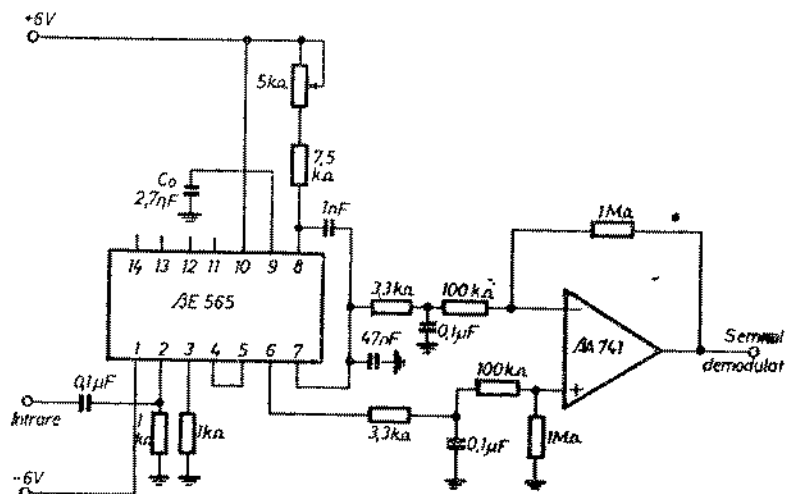 +6V
5kΩ
7,5
kΩ
C₀
2,7nF
1nF
1MΩ
14 13 12 11 10 9 8
βE 565
3,3kΩ
100kΩ
0,1μF
βA 741
Semnal
demodulat
47nF
1 2 3 4 5 6 7
0,1μF
Intrare
1
kΩ
1kΩ
100kΩ
3,3kΩ
0,1μF
1MΩ
-6V